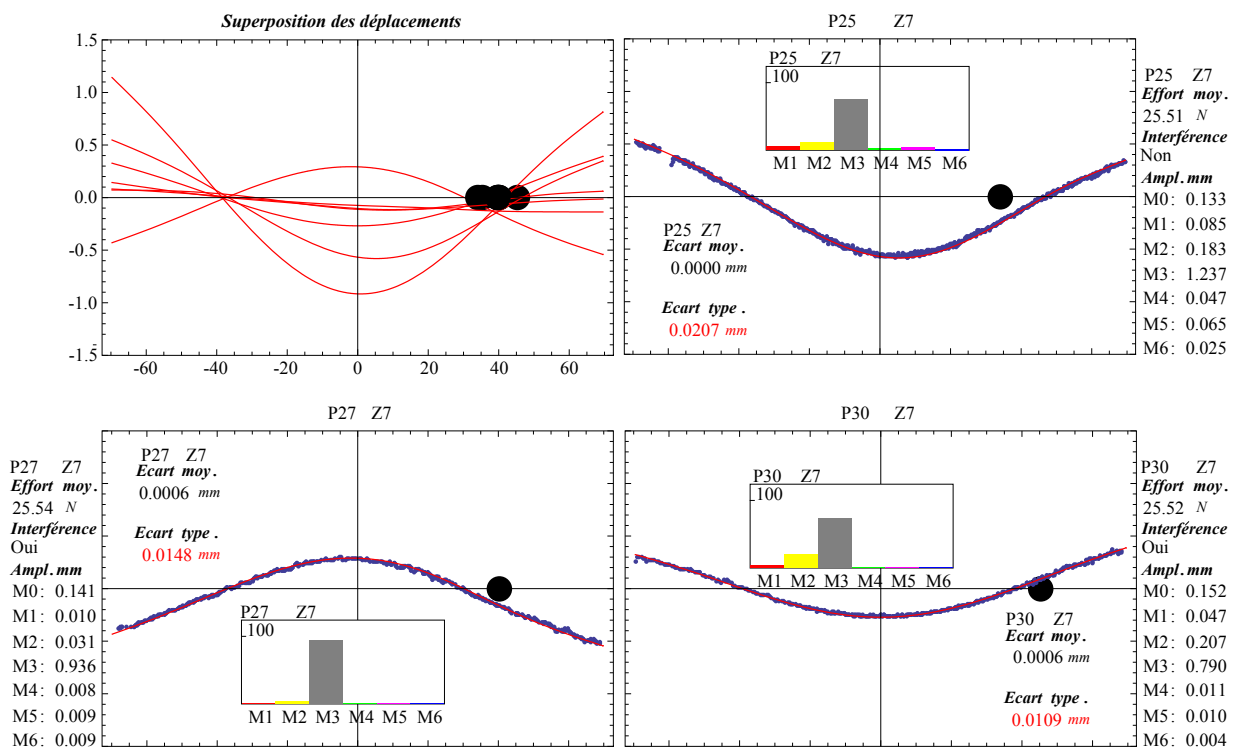 Superposition des déplacements
1.5
1.0
0.5
0.0
-0.5
-1.0
-1.5
-60 -40 -20 0 20 40 60
P25 Z7
P25 Z7
100
M1 M2 M3 M4 M5 M6
P25 Z7
Ecart moy.
0.0000 mm
Ecart type.
0.0207 mm
P25 Z7
Effort moy.
25.51 N
Interférence
Non
Ampl.mm
M0: 0.133
M1: 0.085
M2: 0.183
M3: 1.237
M4: 0.047
M5: 0.065
M6: 0.025
P27 Z7
P27 Z7
Effort moy.
25.54 N
Interférence
Oui
Ampl.mm
M0: 0.141
M1: 0.010
M2: 0.031
M3: 0.936
M4: 0.008
M5: 0.009
M6: 0.009
P27 Z7
Ecart moy.
0.0006 mm
Ecart type.
0.0148 mm
P27 Z7
100
M1 M2 M3 M4 M5 M6
P30 Z7
P30 Z7
100
M1 M2 M3 M4 M5 M6
P30 Z7
Ecart moy.
0.0006 mm
Ecart type.
0.0109 mm
P30 Z7
Effort moy.
25.52 N
Interférence
Oui
Ampl.mm
M0: 0.152
M1: 0.047
M2: 0.207
M3: 0.790
M4: 0.011
M5: 0.010
M6: 0.004